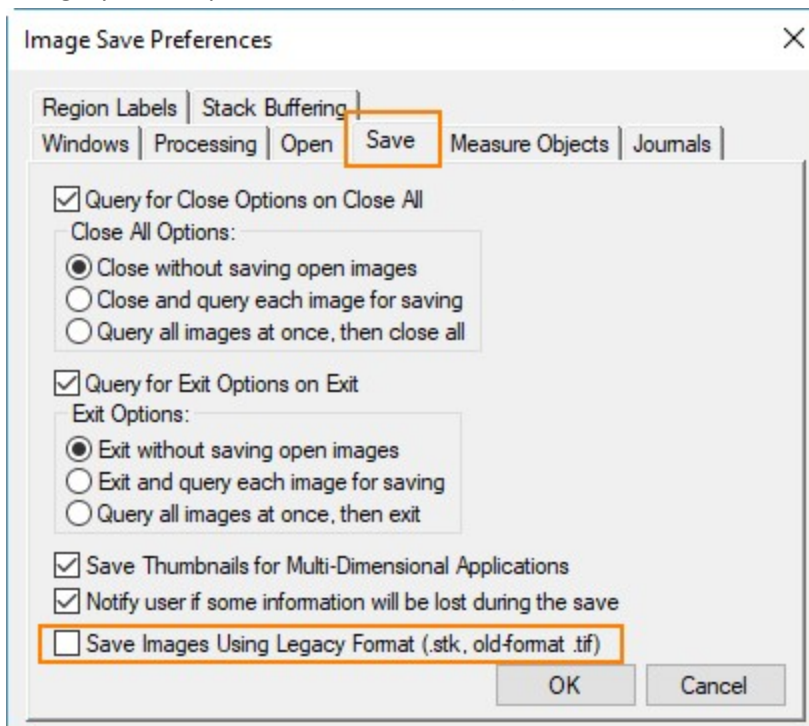 Image Save Preferences
Region Labels Stack Buffering
Windows Processing Open Save Measure Objects Journals
Query for Close Options on Close All
Close All Options:
Close without saving open images
Close and query each image for saving
Query all images at once, then close all
Query for Exit Options on Exit
Exit Options:
Exit without saving open images
Exit and query each image for saving
Query all images at once, then exit
Save Thumbnails for Multi-Dimensional Applications
Notify user if some information will be lost during the save
Save Images Using Legacy Format (.stk, old-format .tif)
OK Cancel